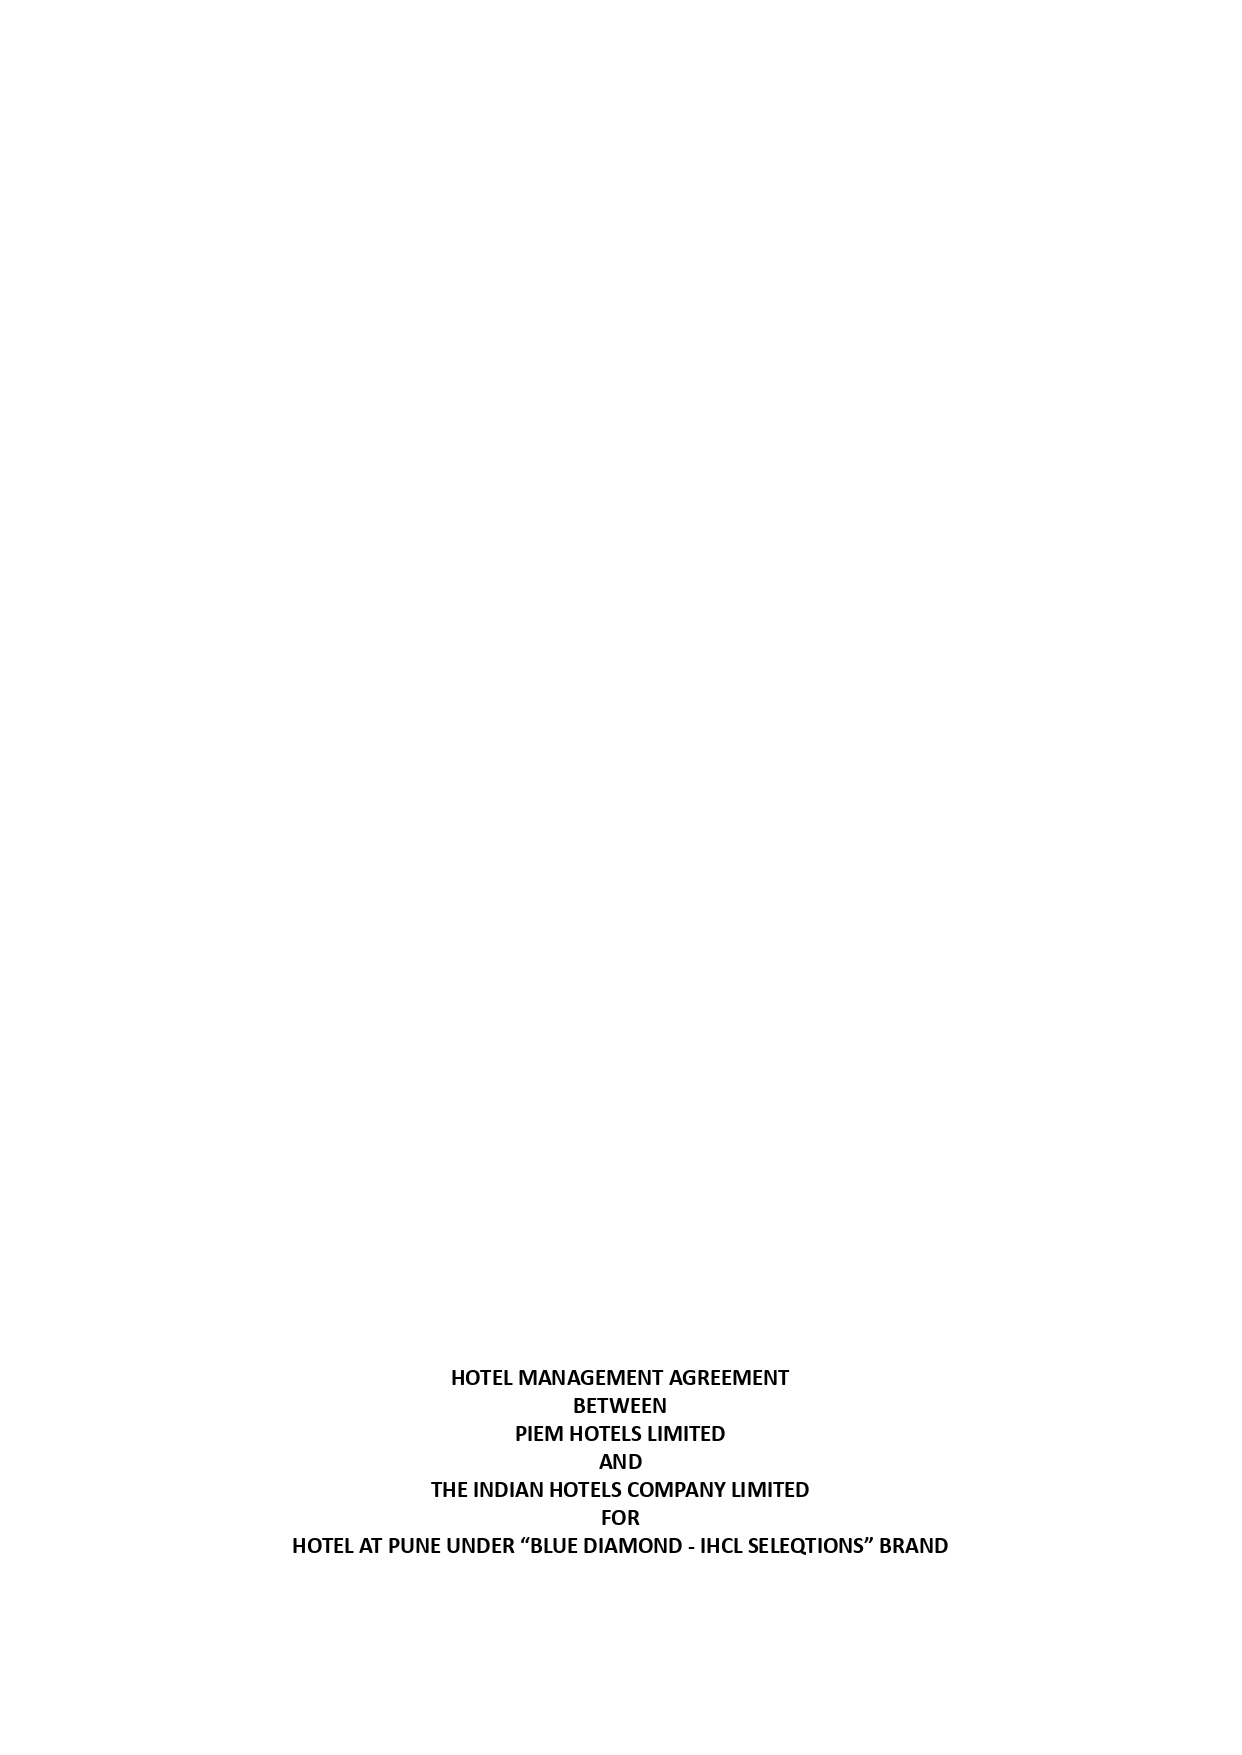 HOTEL MANAGEMENT AGREEMENT
BETWEEN
PIEM HOTELS LIMITED
AND
THE INDIAN HOTELS COMPANY LIMITED
FOR
HOTEL AT PUNE UNDER “BLUE DIAMOND - IHCL SELEQTIONS” BRAND